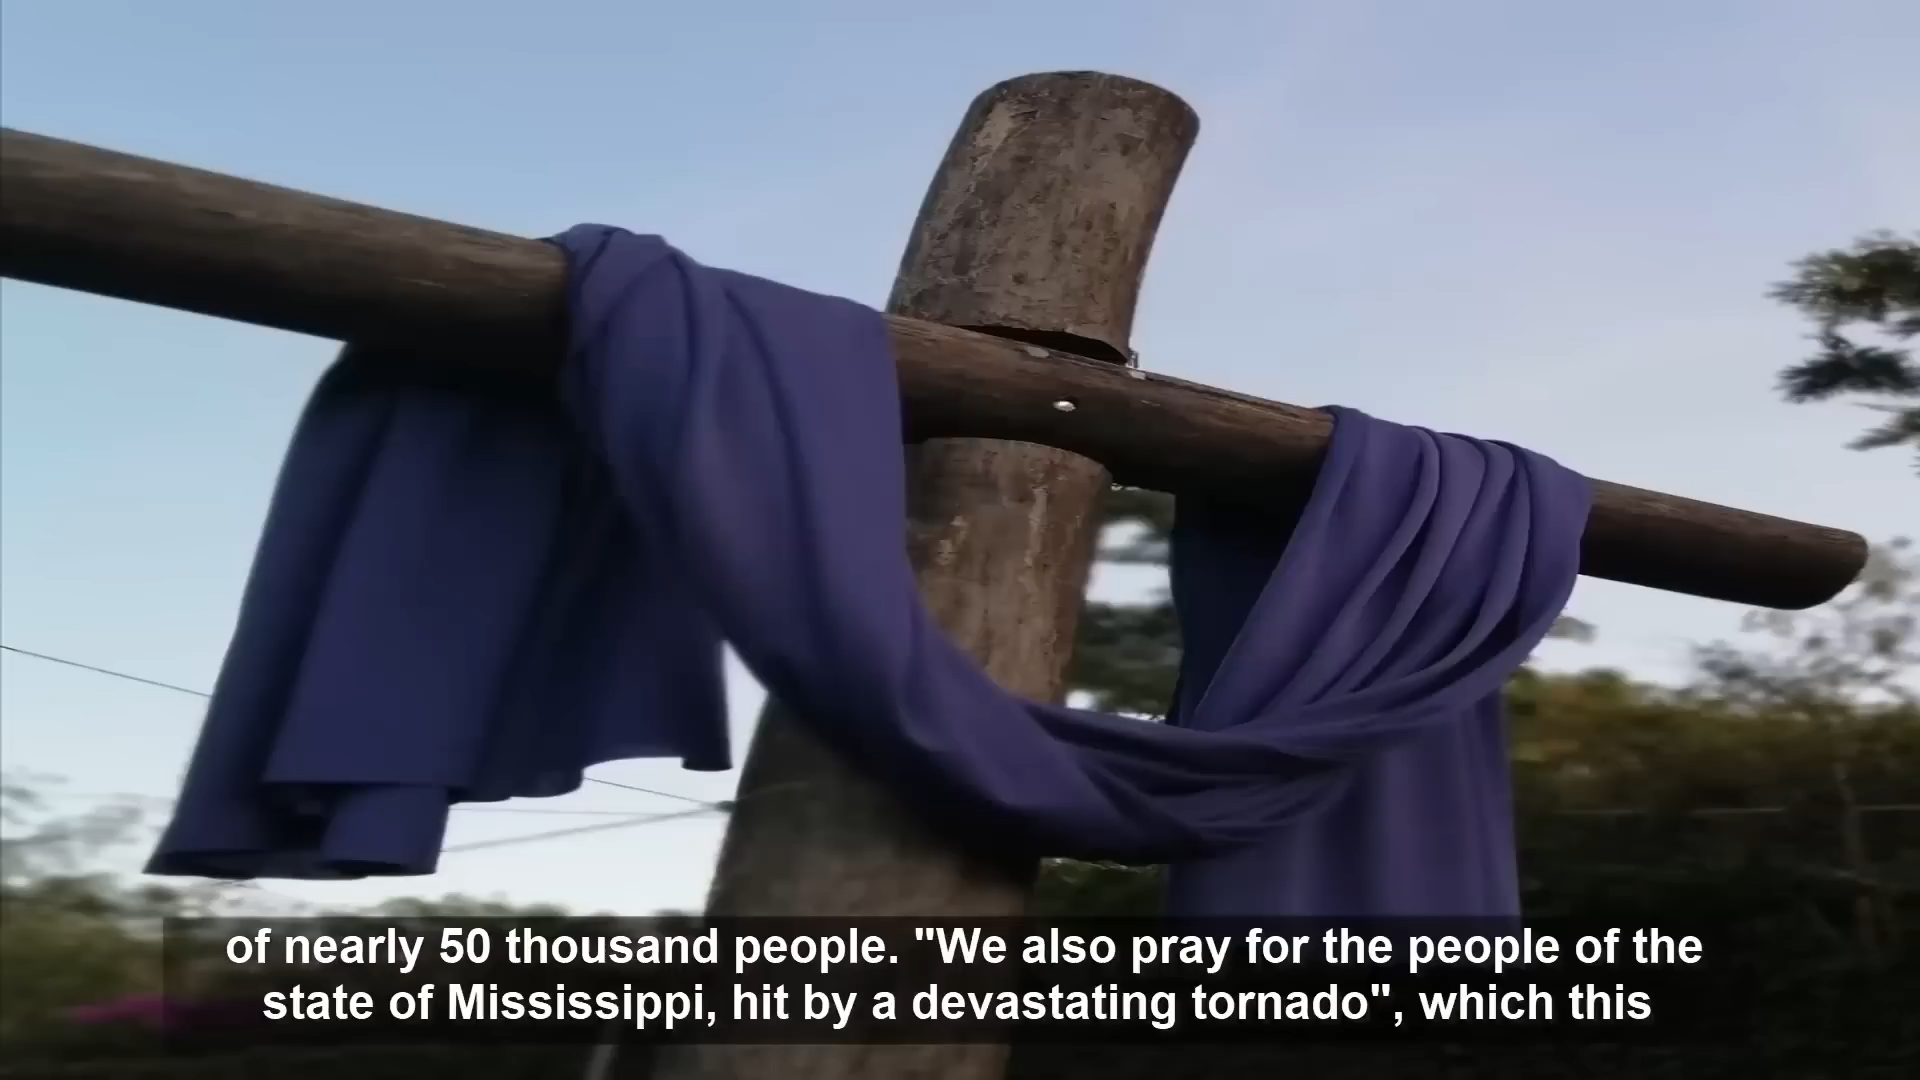 of nearly 50 thousand people. "We also pray for the people of the
state of Mississippi, hit by a devastating tornado", which this